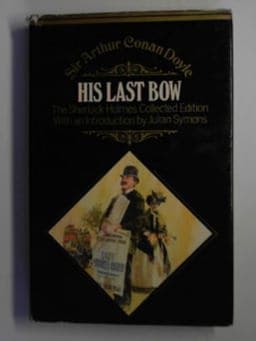 Sir Arthur Conan Doyle
HIS LAST BOW
The Sherlock Holmes Collected Edition
With an Introduction by Julian Symons